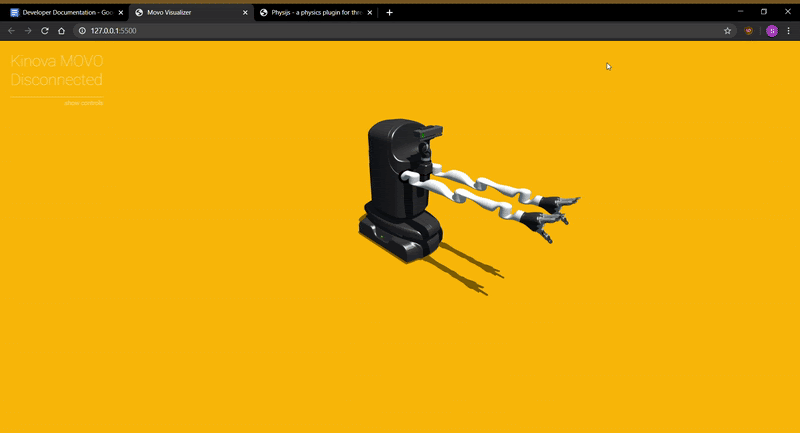 Developer Documentation - Goo
Movo Visualizer
Physijs - a physics plugin for thre
127.0.0.1:5500
S
Kinova MOVO
Disconnected
show controls